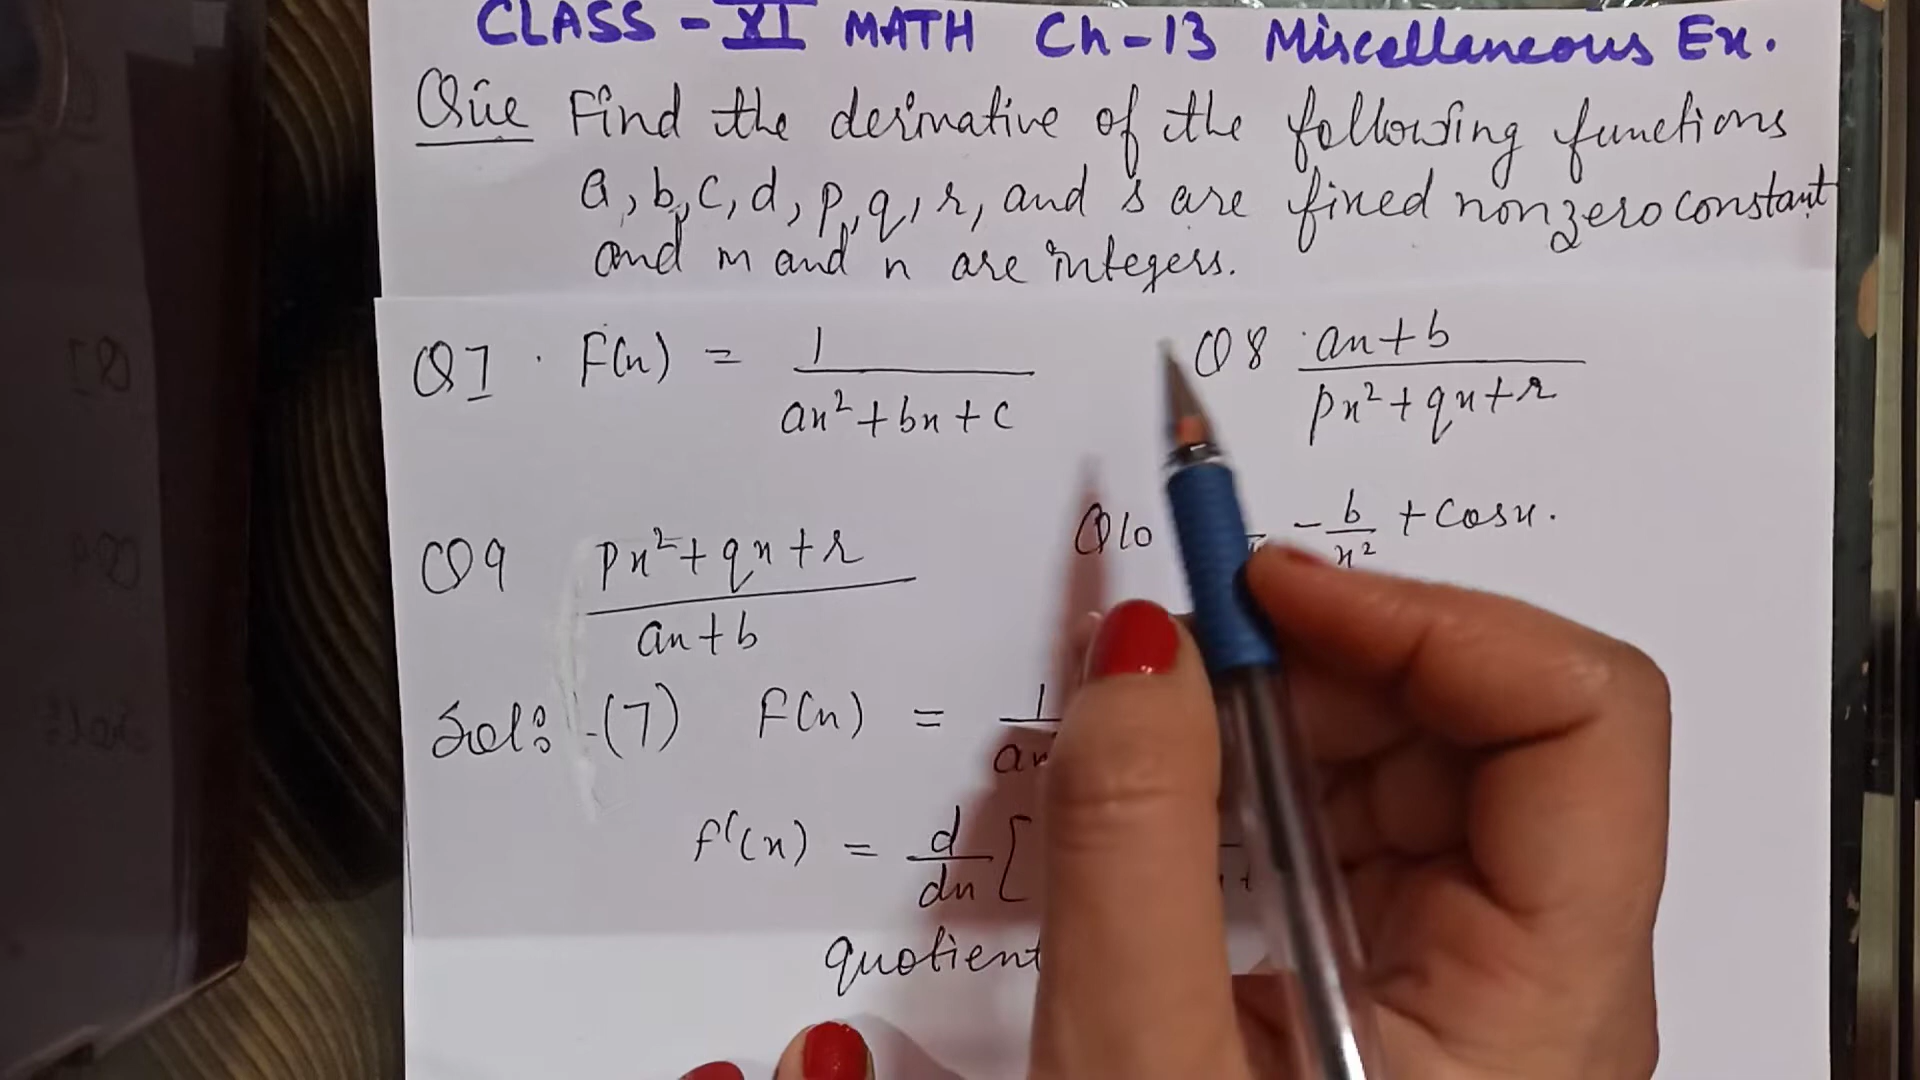 CLASS - XI MATH Ch-13 Miscellaneous Ex.
Que Find the derivative of the following functions
a, b, c, d, p, q, r, and s are fixed non zero constant
and m and n are integers.
Q7. F(x) = 1/(ax²+bx+c)
Q8 (ax+b)/(px²+qx+r)
Q9 (px²+qx+r)/(ax+b)
Q10 - b/x² + cosx.
Sol: -(7) F(x) = 1
f'(x) = d/dx [
quotient